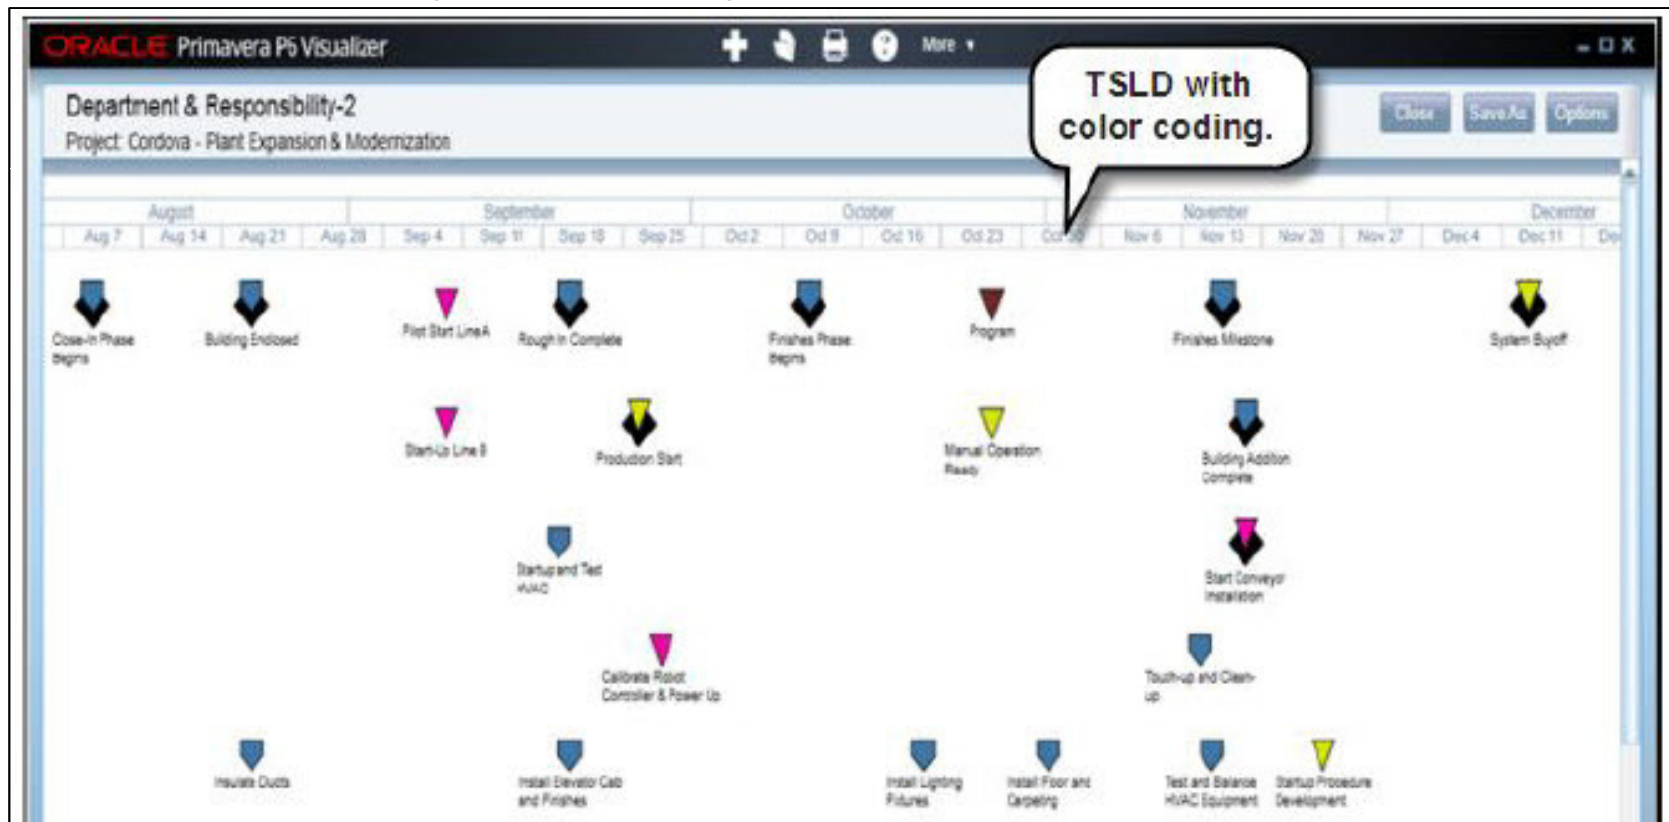 ORACLE Primavera P6 Visualizer
More
TSLD with
color coding.
Department & Responsibility-2
Project: Cordova - Plant Expansion & Modernization
Close Save As Options
August September October November December
Aug 7 Aug 14 Aug 21 Aug 28 Sep 4 Sep 11 Sep 18 Sep 25 Oct 2 Oct 9 Oct 16 Oct 23 Oct 30 Nov 6 Nov 13 Nov 20 Nov 27 Dec 4 Dec 11
Close-In Phase
Begins
Building Enclosed
Pilot Start Line A
Rough In Complete
Finishes Phase
Begins
Program
Finishes Milestone
System Buyoff
Start-Up Line B
Production Start
Manual Operation
Ready
Building Addition
Complete
Startup and Test
HVAC
Start Conveyor
Installation
Calibrate Robot
Controller & Power Up
Touch-up and Clean-
up
Insulate Ducts
Install Elevator Cab
and Finishes
Install Lighting
Fixtures
Install Floor and
Carpeting
Test and Balance
HVAC Equipment
Startup Procedure
Development